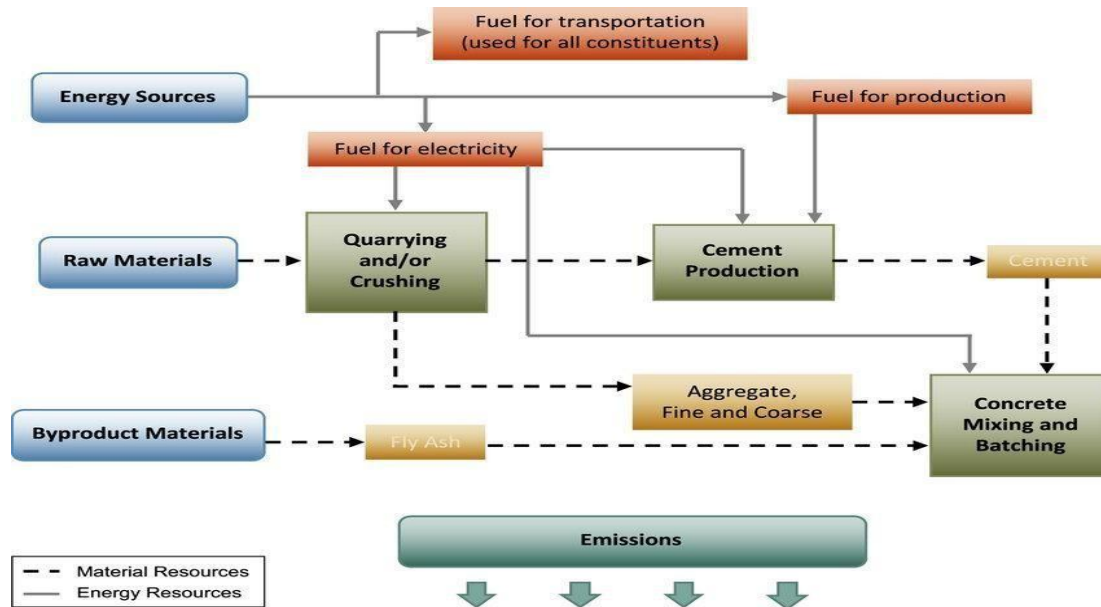 Fuel for transportation
(used for all constituents)
Energy Sources
Fuel for production
Fuel for electricity
Raw Materials
Quarrying
and/or
Crushing
Cement
Production
Cement
Aggregate,
Fine and Coarse
Concrete
Mixing and
Batching
Byproduct Materials
Fly Ash
Emissions
Material Resources
Energy Resources